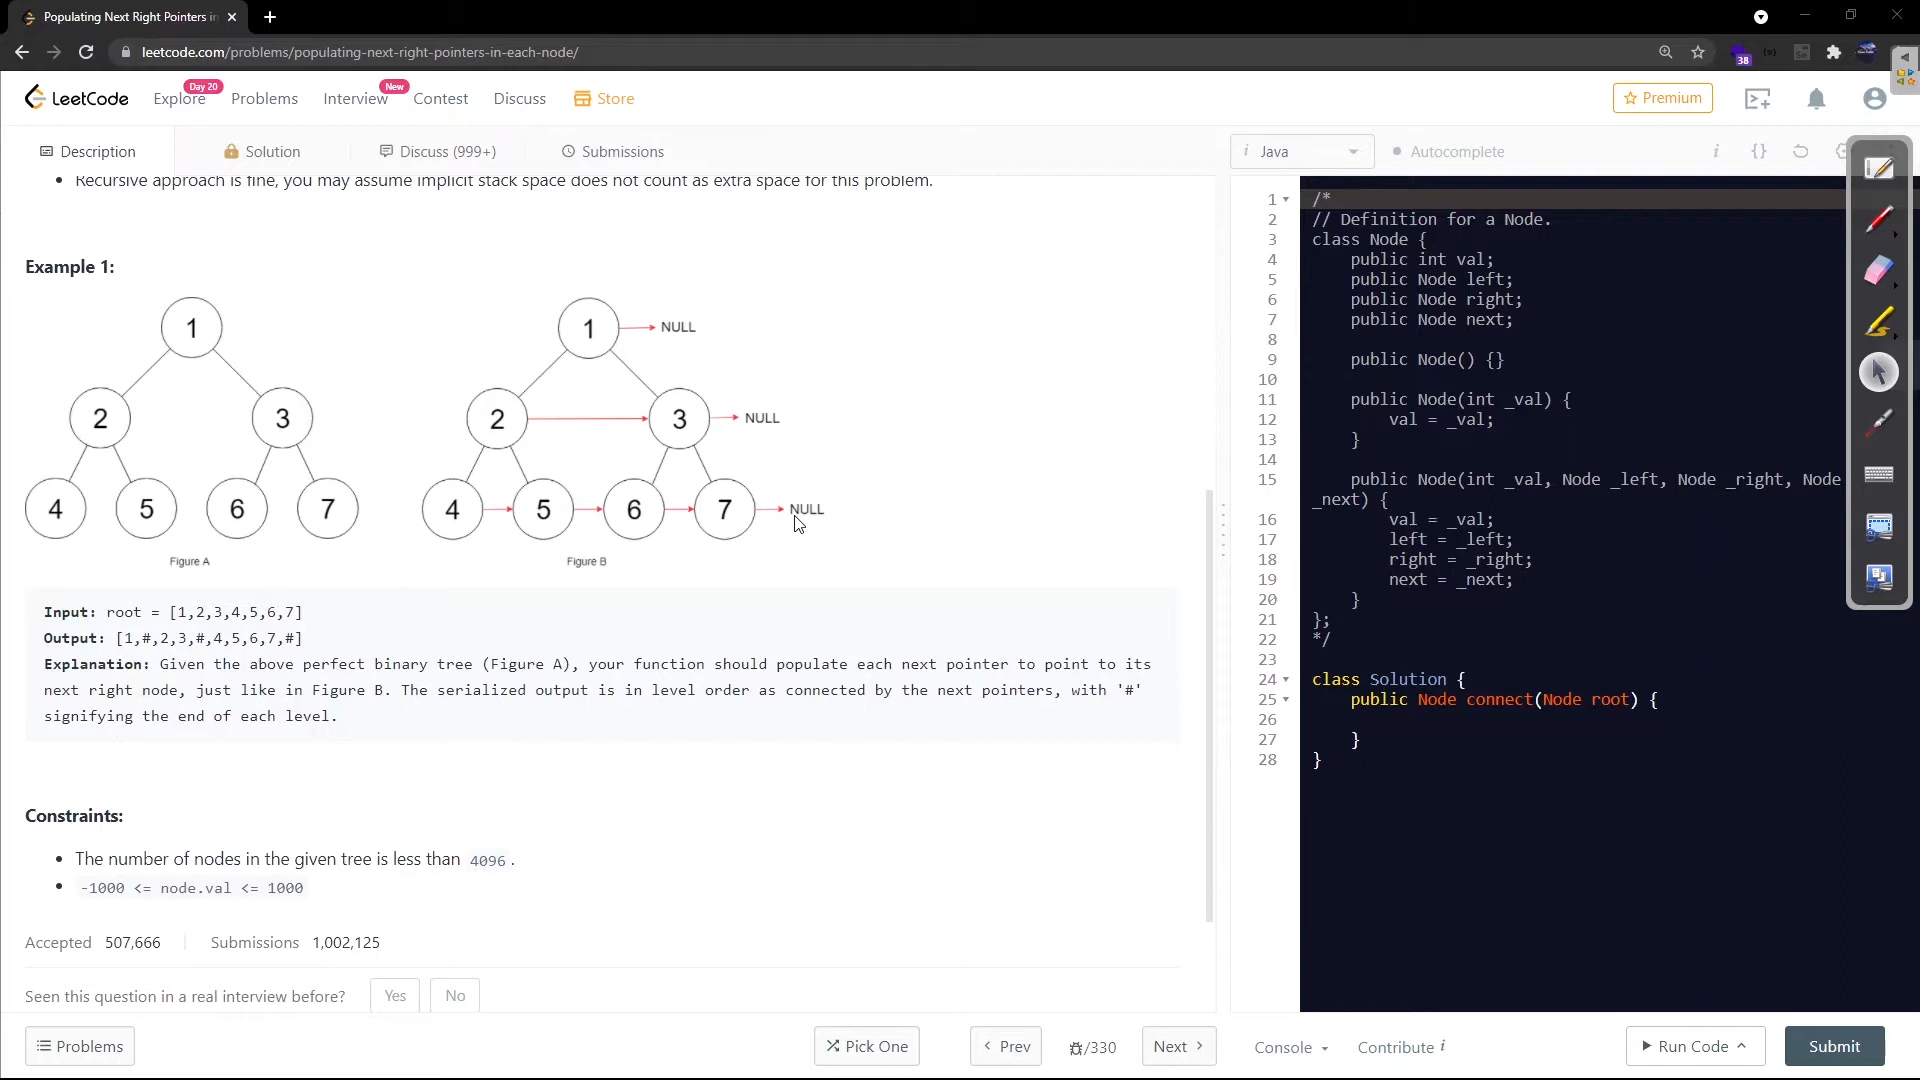 Populating Next Right Pointers in
leetcode.com/problems/populating-next-right-pointers-in-each-node/
38
LeetCode
Explore
Day 20
Problems
Interview
New
Contest
Discuss
Store
Premium
Description
Solution
Discuss (999+)
Submissions
i Java
Autocomplete
i
{}
Recursive approach is fine, you may assume implicit stack space does not count as extra space for this problem.
Example 1:
1
2 3
4 5 6 7
Figure A
1 NULL
2 3 NULL
4 5 6 7 NULL
Figure B
Input: root = [1,2,3,4,5,6,7]
Output: [1,#,2,3,#,4,5,6,7,#]
Explanation: Given the above perfect binary tree (Figure A), your function should populate each next pointer to point to its
next right node, just like in Figure B. The serialized output is in level order as connected by the next pointers, with '#'
signifying the end of each level.
Constraints:
The number of nodes in the given tree is less than 4096.
-1000 <= node.val <= 1000
Accepted 507,666 Submissions 1,002,125
Seen this question in a real interview before? Yes No
1 /*
2 // Definition for a Node.
3 class Node {
4 public int val;
5 public Node left;
6 public Node right;
7 public Node next;
8
9 public Node() {}
10
11 public Node(int _val) {
12 val = _val;
13 }
14
15 public Node(int _val, Node _left, Node _right, Node
_next) {
16 val = _val;
17 left = _left;
18 right = _right;
19 next = _next;
20 }
21 };
22 */
23
24 class Solution {
25 public Node connect(Node root) {
26
27 }
28 }
Problems
Pick One
Prev
/330
Next
Console
Contribute i
Run Code
Submit